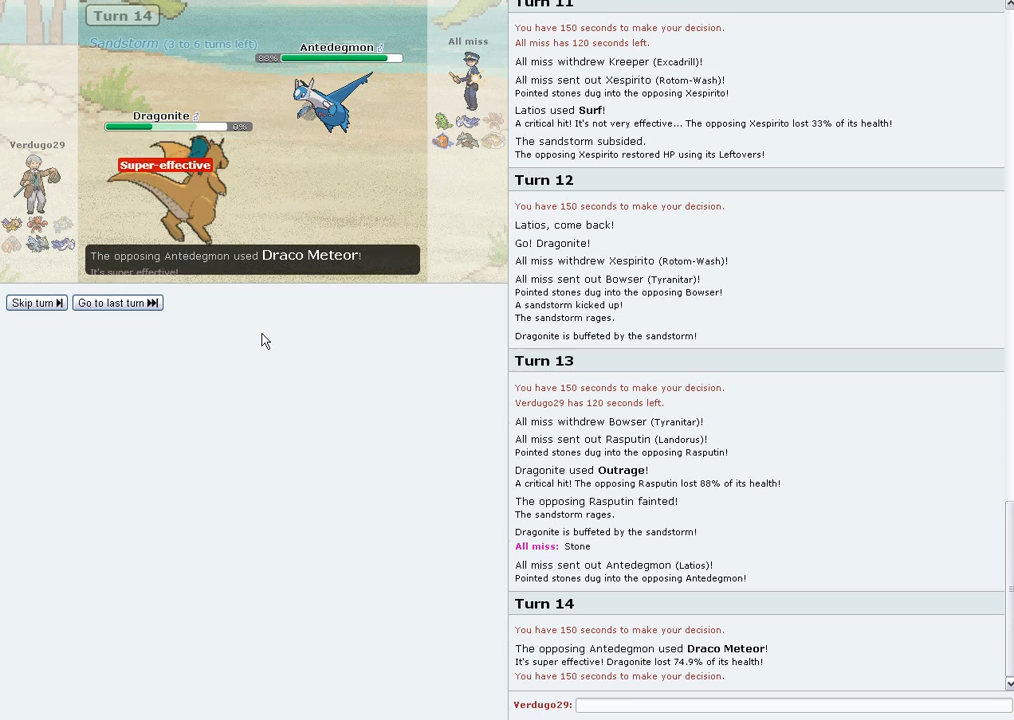 Turn 14
Sandstorm (3 to 6 turns left)
Antedegmon
88%
All miss
Dragonite
0%
Verdugo29
Super-effective
The opposing Antedegmon used Draco Meteor!
It's super effective!
Skip turn
Go to last turn
Turn 11
You have 150 seconds to make your decision.
All miss has 120 seconds left.
All miss withdrew Kreeper (Excadrill)!
All miss sent out Xespirito (Rotom-Wash)!
Pointed stones dug into the opposing Xespirito!
Latios used Surf!
A critical hit! It's not very effective... The opposing Xespirito lost 33% of its health!
The sandstorm subsided.
The opposing Xespirito restored HP using its Leftovers!
Turn 12
You have 150 seconds to make your decision.
Latios, come back!
Go! Dragonite!
All miss withdrew Xespirito (Rotom-Wash)!
All miss sent out Bowser (Tyranitar)!
Pointed stones dug into the opposing Bowser!
A sandstorm kicked up!
The sandstorm rages.
Dragonite is buffeted by the sandstorm!
Turn 13
You have 150 seconds to make your decision.
Verdugo29 has 120 seconds left.
All miss withdrew Bowser (Tyranitar)!
All miss sent out Rasputin (Landorus)!
Pointed stones dug into the opposing Rasputin!
Dragonite used Outrage!
A critical hit! The opposing Rasputin lost 88% of its health!
The opposing Rasputin fainted!
The sandstorm rages.
Dragonite is buffeted by the sandstorm!
All miss: Stone
All miss sent out Antedegmon (Latios)!
Pointed stones dug into the opposing Antedegmon!
Turn 14
You have 150 seconds to make your decision.
The opposing Antedegmon used Draco Meteor!
It's super effective! Dragonite lost 74.9% of its health!
You have 150 seconds to make your decision.
Verdugo29: